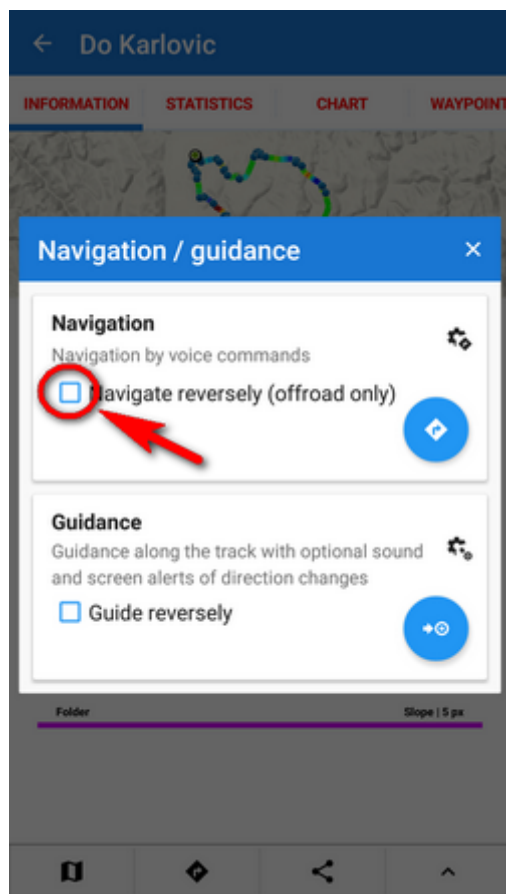 Do Karlovic
INFORMATION STATISTICS CHART WAYPOINT
Navigation / guidance
Navigation
Navigation by voice commands
Navigate reversely (offroad only)
Guidance
Guidance along the track with optional sound
and screen alerts of direction changes
Guide reversely
Folder Slope | 5 px